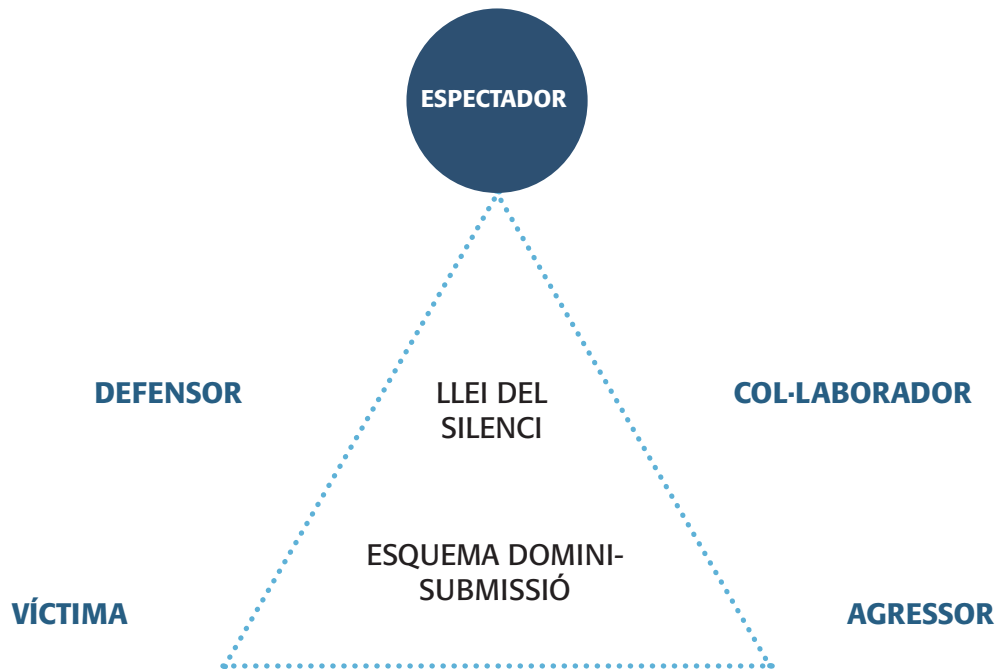 ESPECTADOR
DEFENSOR
LLEI DEL
SILENCI
COL·LABORADOR
ESQUEMA DOMINI-
SUBMISSIÓ
VÍCTIMA
AGRESSOR